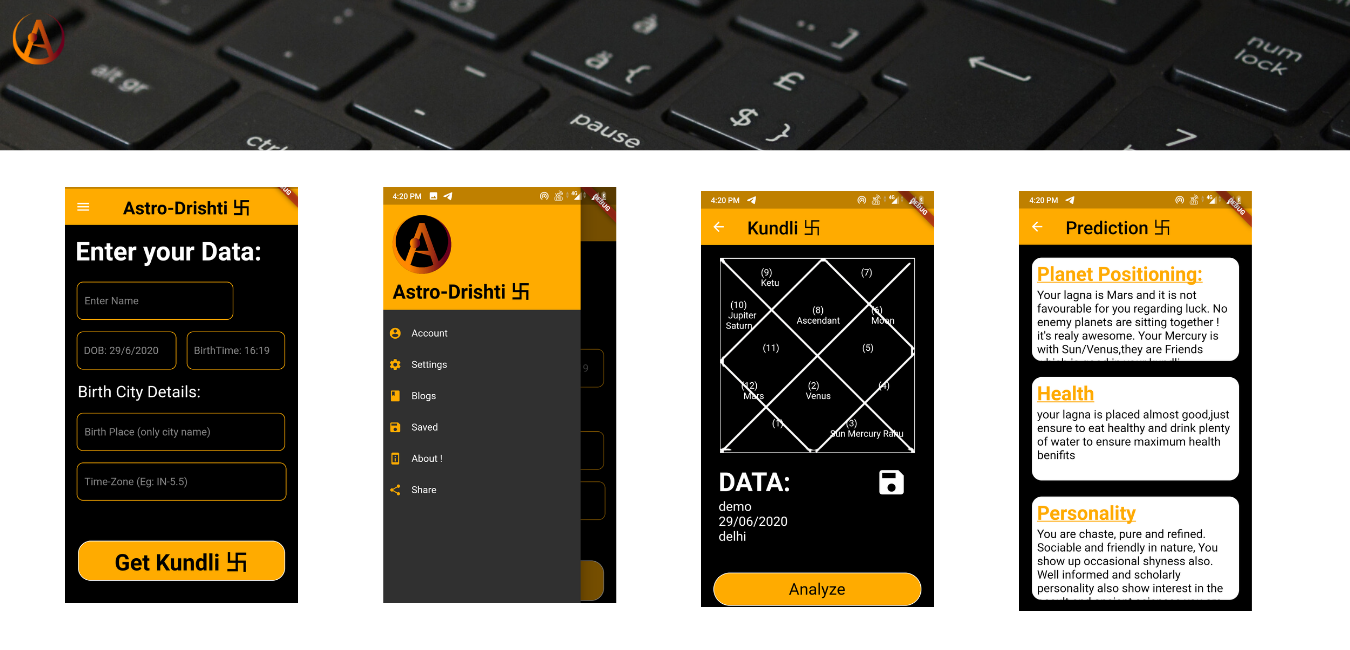 alt gr
ctrl
pause
num
lock
ä
{
£
$
}
]
7
Astro-Drishti 卐
Enter your Data:
Enter Name
DOB: 29/6/2020
BirthTime: 16:19
Birth City Details:
Birth Place (only city name)
Time-Zone (Eg: IN-5.5)
Get Kundli 卐
4:20 PM
DEBUG
Astro-Drishti 卐
Account
Settings
Blogs
Saved
About !
Share
9
4:20 PM
4G
DEBUG
Kundli 卐
(9)
Ketu
(7)
(10)
Jupiter
Saturn
(8)
Ascendant
(6)
Moon
(11)
(5)
(12)
Mars
(2)
Venus
(4)
(1)
(3)
Sun Mercury Rahu
DATA:
demo
29/06/2020
delhi
Analyze
4:20 PM
4G
DEBUG
Prediction 卐
Planet Positioning:
Your lagna is Mars and it is not
favourable for you regarding luck. No
enemy planets are sitting together !
it's realy awesome. Your Mercury is
with Sun/Venus,they are Friends
Health
your lagna is placed almost good,just
ensure to eat healthy and drink plenty
of water to ensure maximum health
benifits
Personality
You are chaste, pure and refined.
Sociable and friendly in nature, You
show up occasional shyness also.
Well informed and scholarly
personality also show interest in the